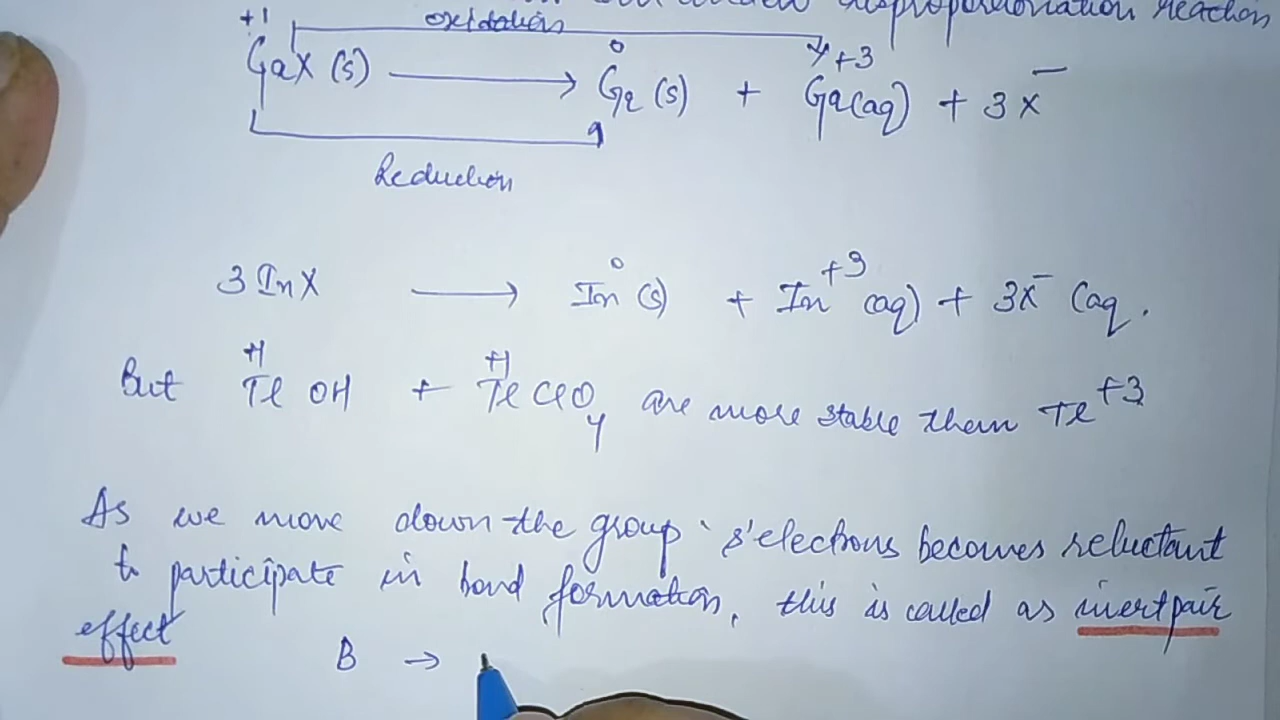 disproportionation reaction
+1 oxidation 0 +3
GaX (s) → Ga (s) + Ga(aq) + 3X⁻
Reduction
0 +3
3InX → In (s) + In (aq) + 3X⁻ (aq.
+1 +1
But Tl OH + Tl ClO₄ are more stable then Tl⁺³
As we move down the group 's' electrons becomes reluctant
to participate in bond formation, this is called as inert pair
effect
B →